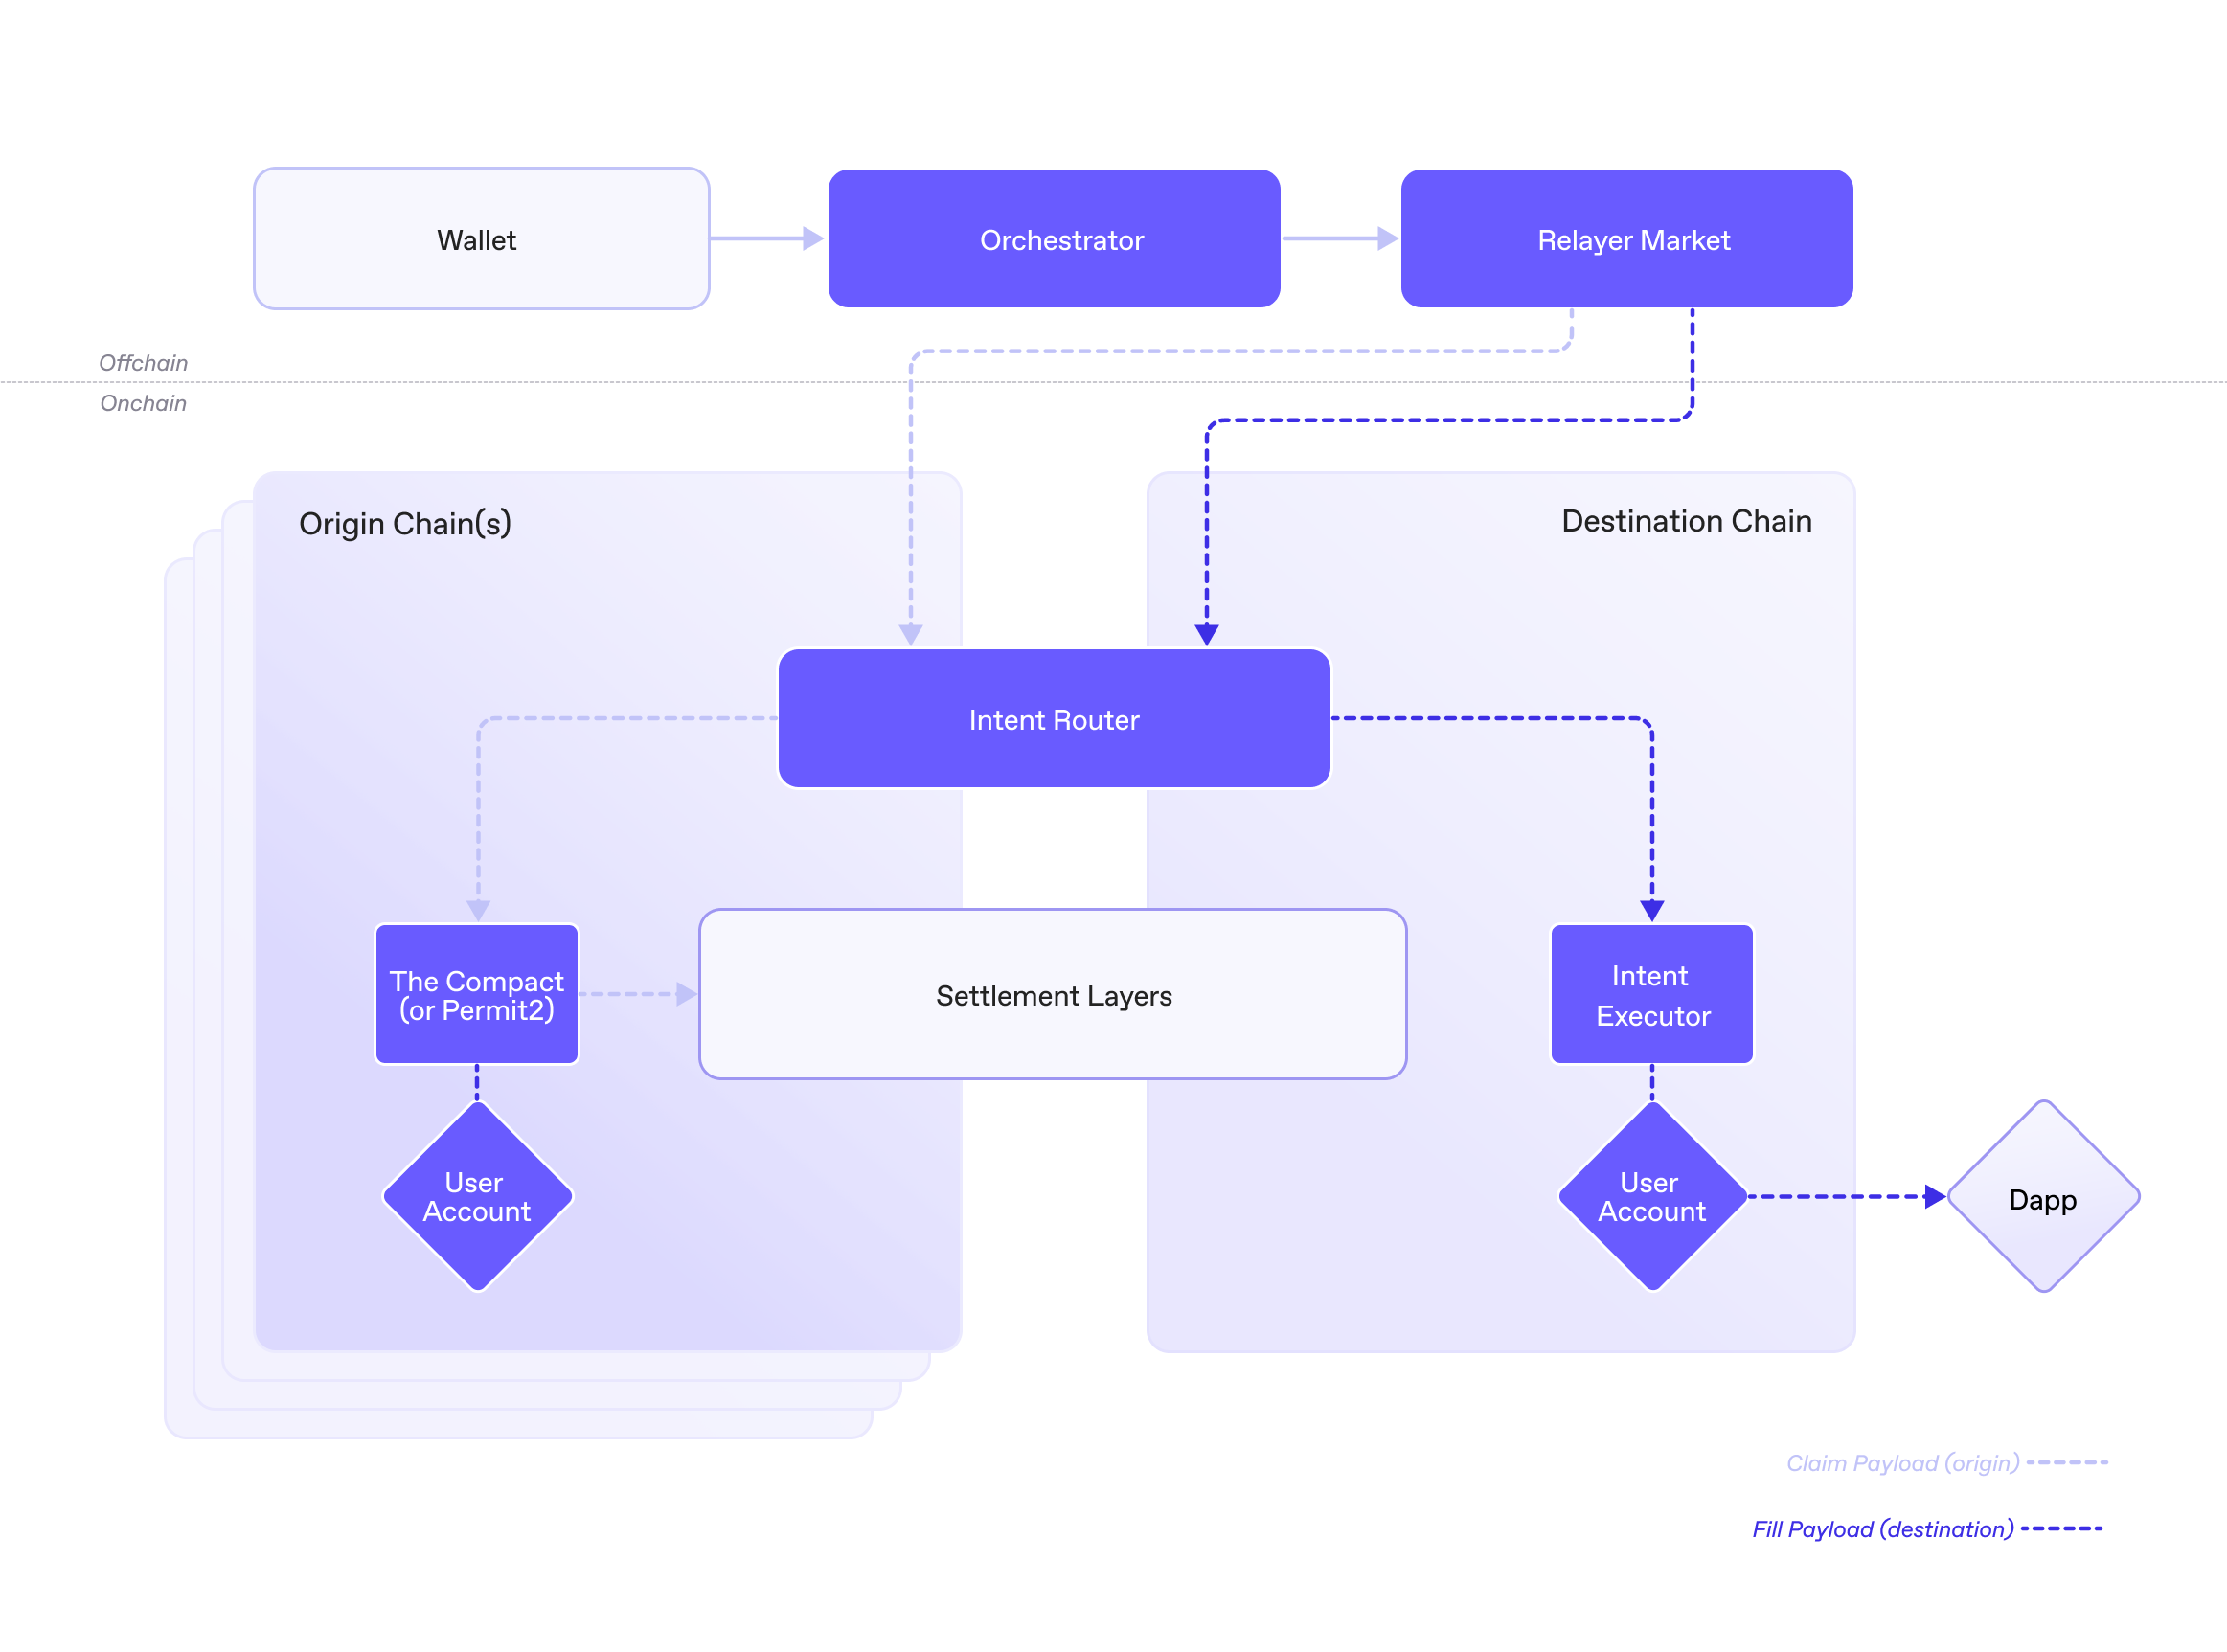 Wallet
Orchestrator
Relayer Market
Offchain
Onchain
Origin Chain(s)
Destination Chain
Intent Router
The Compact
(or Permit2)
Settlement Layers
Intent
Executor
User
Account
User
Account
Dapp
Claim Payload (origin)
Fill Payload (destination)